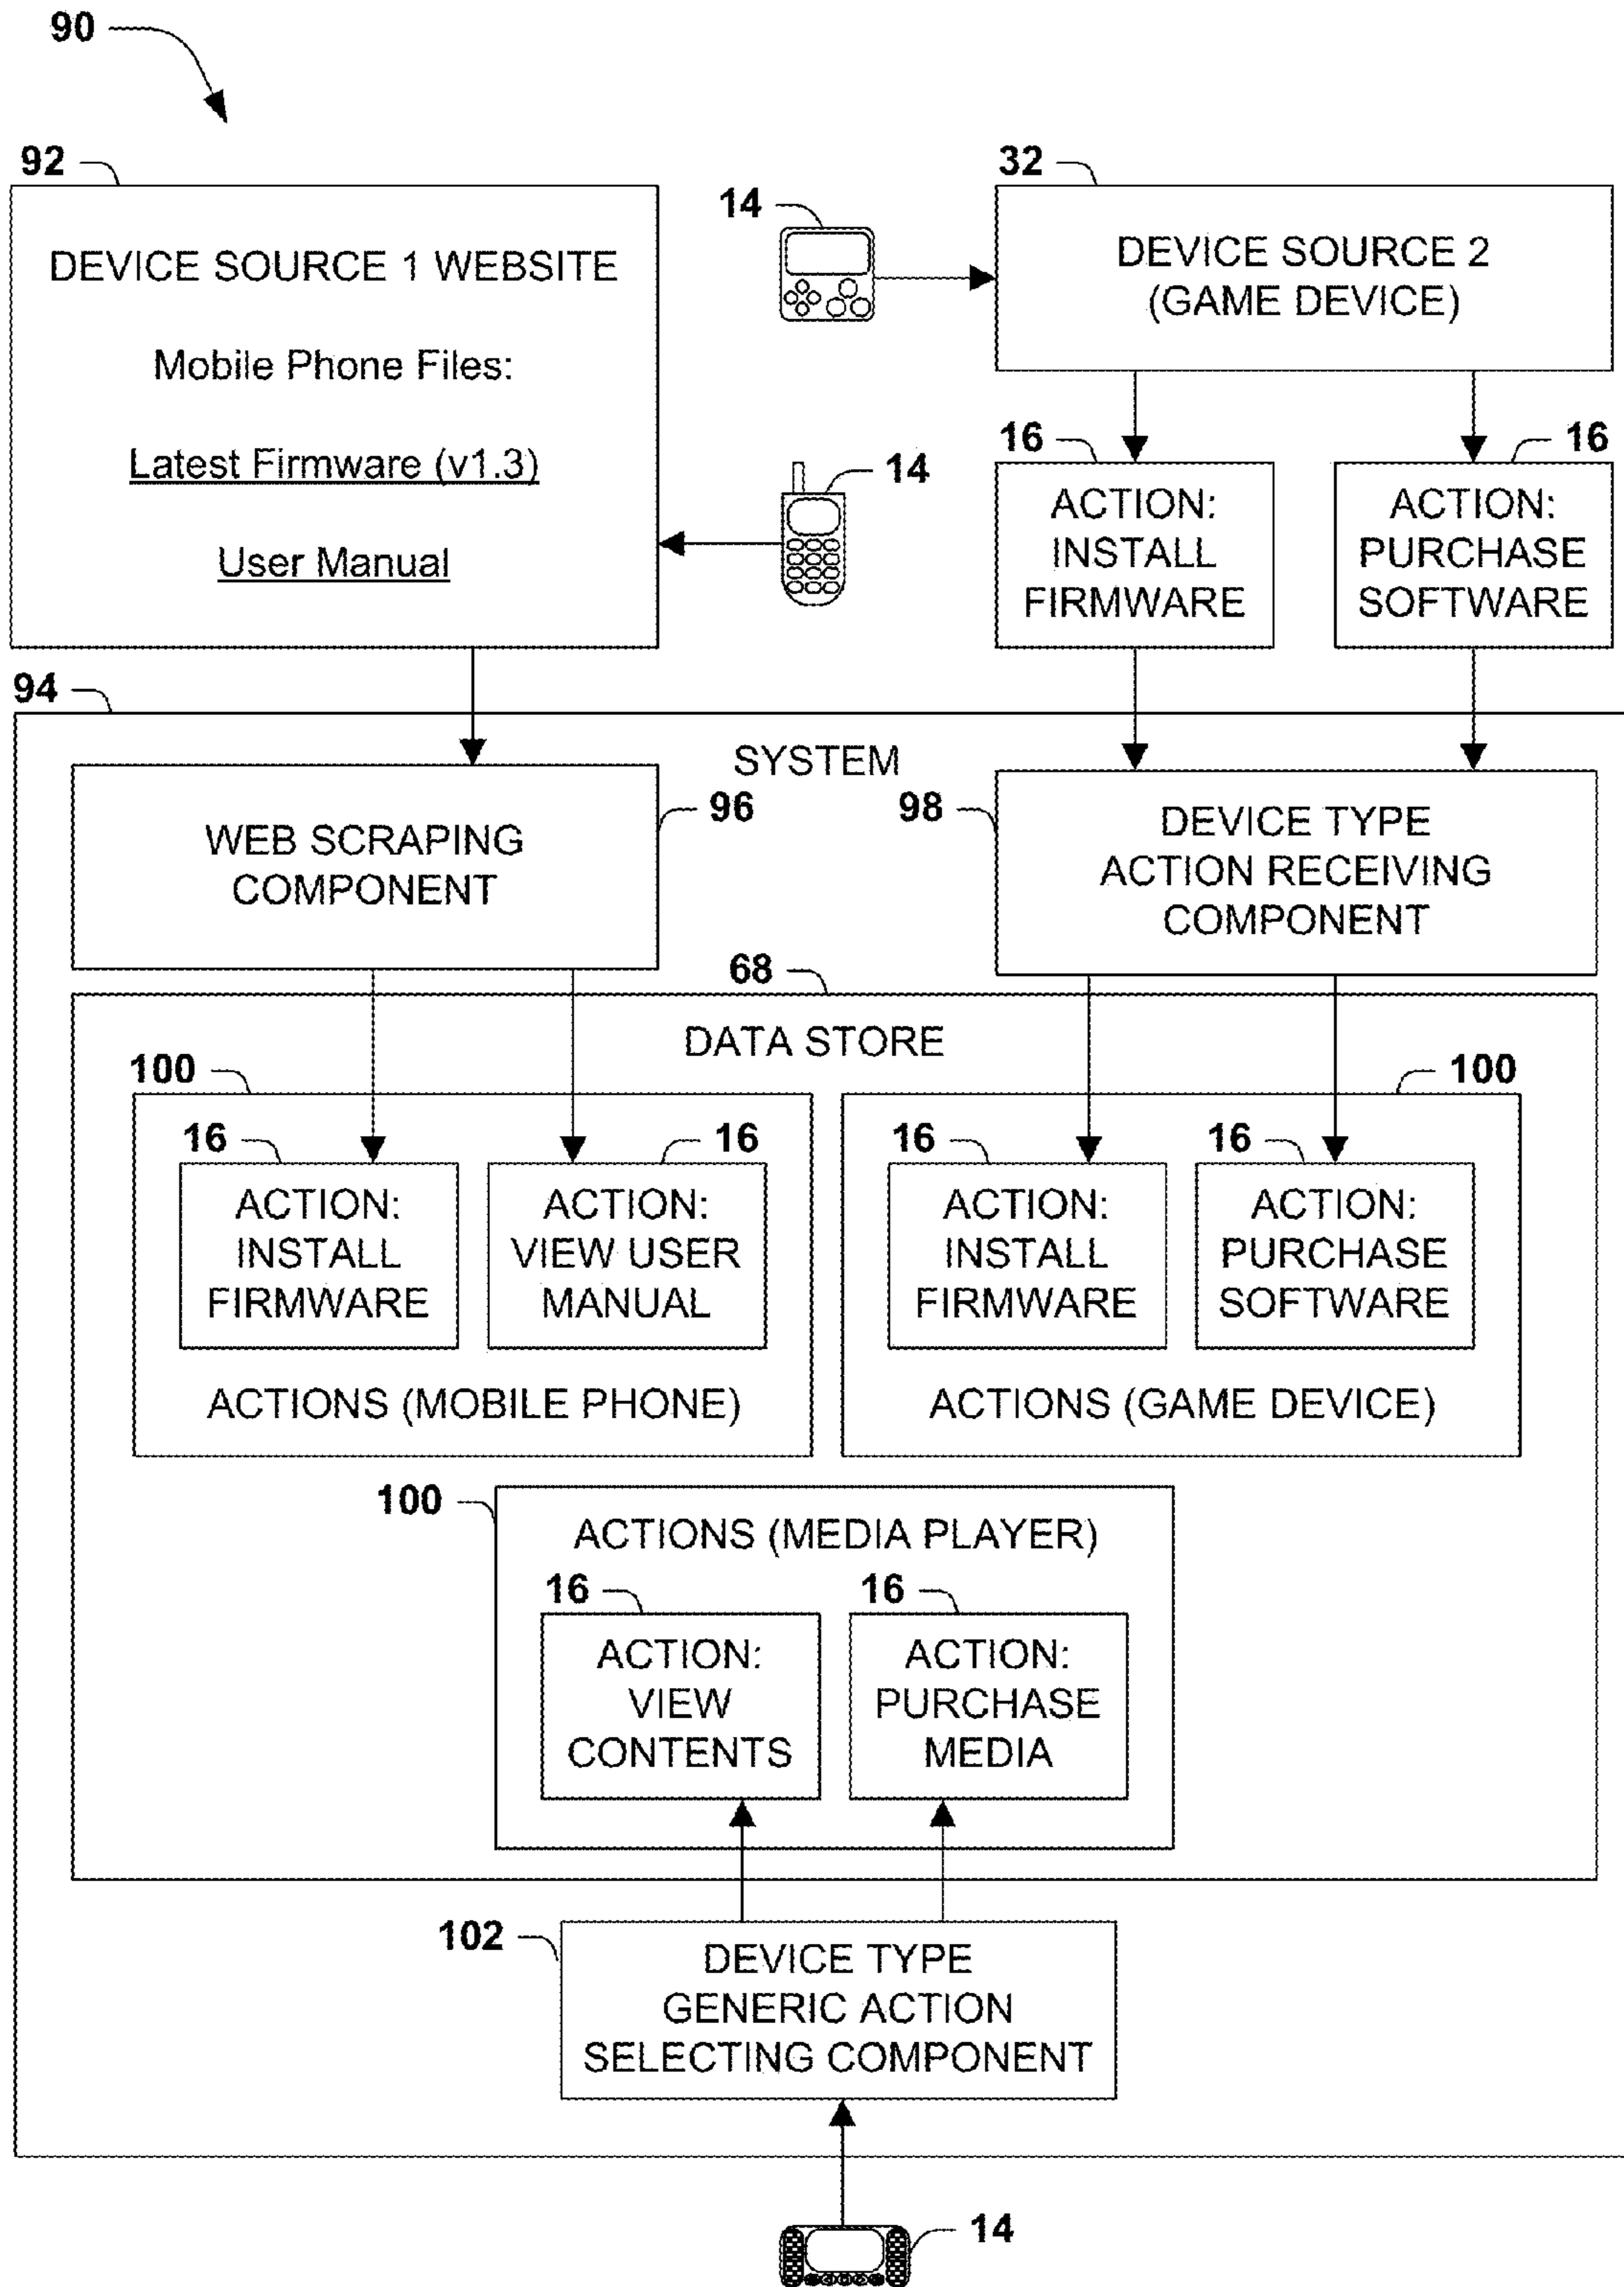 90
92
DEVICE SOURCE 1 WEBSITE
Mobile Phone Files:
Latest Firmware (v1.3)
User Manual
14
32
DEVICE SOURCE 2
(GAME DEVICE)
14
16
ACTION:
INSTALL
FIRMWARE
16
ACTION:
PURCHASE
SOFTWARE
94
SYSTEM
WEB SCRAPING
COMPONENT
96
98
DEVICE TYPE
ACTION RECEIVING
COMPONENT
68
DATA STORE
100
16
ACTION:
INSTALL
FIRMWARE
16
ACTION:
VIEW USER
MANUAL
ACTIONS (MOBILE PHONE)
100
16
ACTION:
INSTALL
FIRMWARE
16
ACTION:
PURCHASE
SOFTWARE
ACTIONS (GAME DEVICE)
100
ACTIONS (MEDIA PLAYER)
16
ACTION:
VIEW
CONTENTS
16
ACTION:
PURCHASE
MEDIA
102
DEVICE TYPE
GENERIC ACTION
SELECTING COMPONENT
14